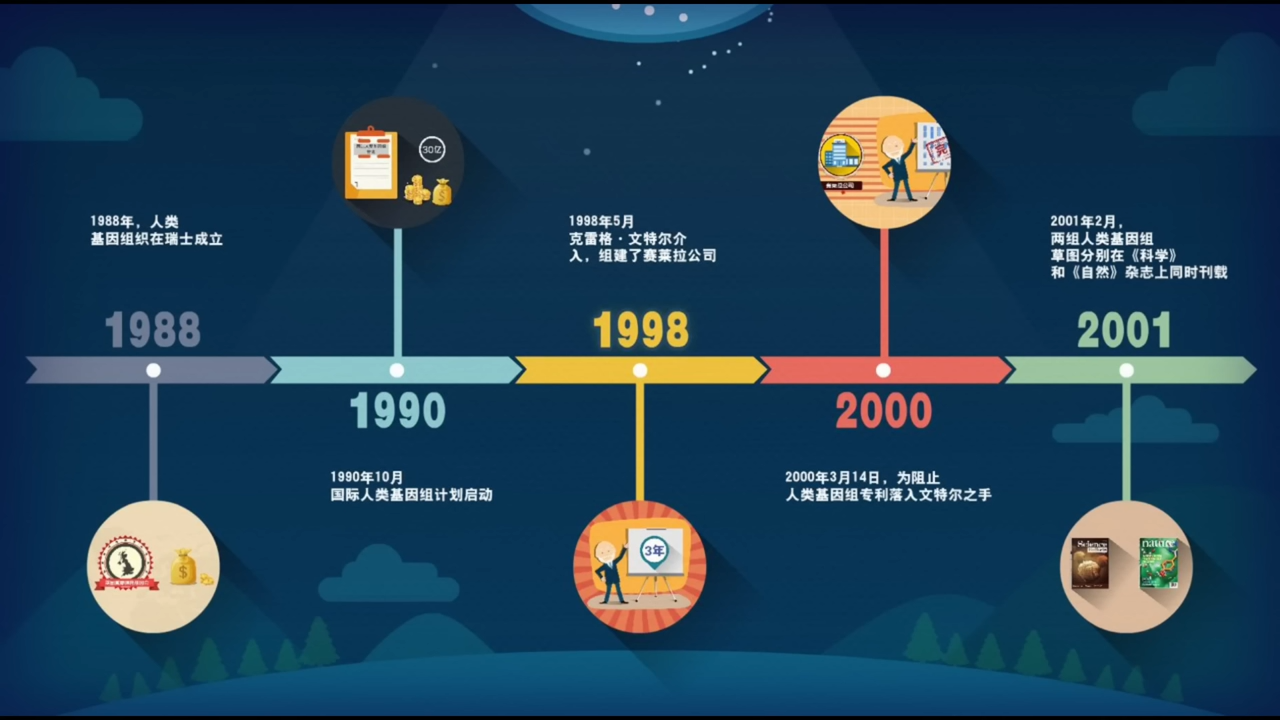 1988年，人类
基因组织在瑞士成立
1988
30亿
1990
1990年10月
国际人类基因组计划启动
1998年5月
克雷格·文特尔介
入，组建了赛莱拉公司
1998
3年
赛莱拉公司
2000
2000年3月14日，为阻止
人类基因组专利落入文特尔之手
2001年2月，
两组人类基因组
草图分别在《科学》
和《自然》杂志上同时刊载
2001
Science
nature